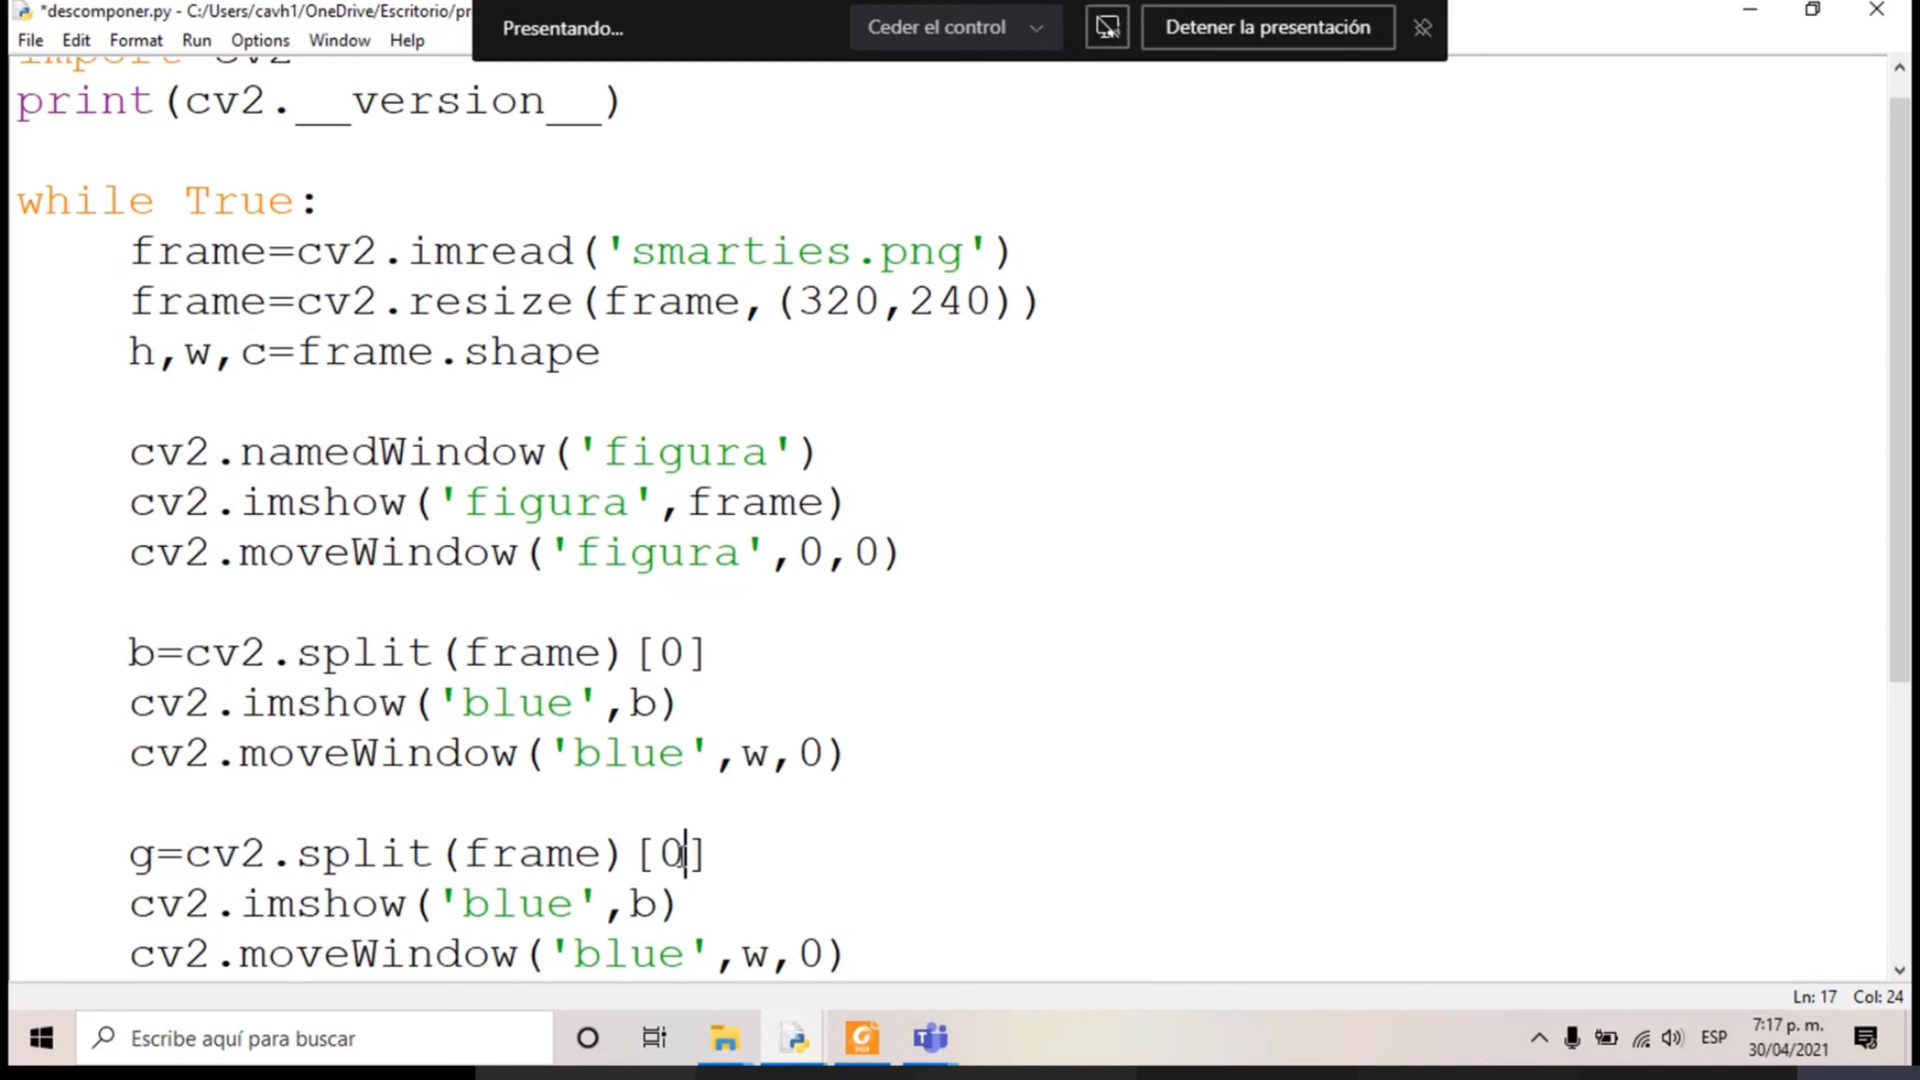 *descomponer.py - C:/Users/cavh1/OneDrive/Escritorio/pr
Presentando...
Ceder el control
Detener la presentación
File Edit Format Run Options Window Help
import cv2
print(cv2.__version__)
while True:
frame=cv2.imread('smarties.png')
frame=cv2.resize(frame,(320,240))
h,w,c=frame.shape
cv2.namedWindow('figura')
cv2.imshow('figura',frame)
cv2.moveWindow('figura',0,0)
b=cv2.split(frame)[0]
cv2.imshow('blue',b)
cv2.moveWindow('blue',w,0)
g=cv2.split(frame)[0]
cv2.imshow('blue',b)
cv2.moveWindow('blue',w,0)
Ln: 17 Col: 24
Escribe aquí para buscar
ESP
7:17 p. m.
30/04/2021